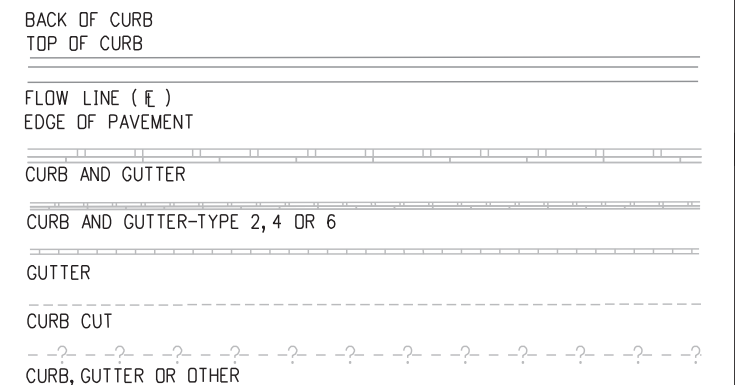 BACK OF CURB
TOP OF CURB
FLOW LINE (FL)
EDGE OF PAVEMENT
CURB AND GUTTER
CURB AND GUTTER-TYPE 2,4 OR 6
GUTTER
CURB CUT
? ? ? ? ? ? ? ? ? ? ? ?
CURB, GUTTER OR OTHER